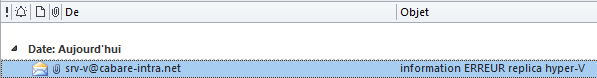 ! De Objet
Date: Aujourd'hui
srv-v@cabare-intra.net information ERREUR replica hyper-V